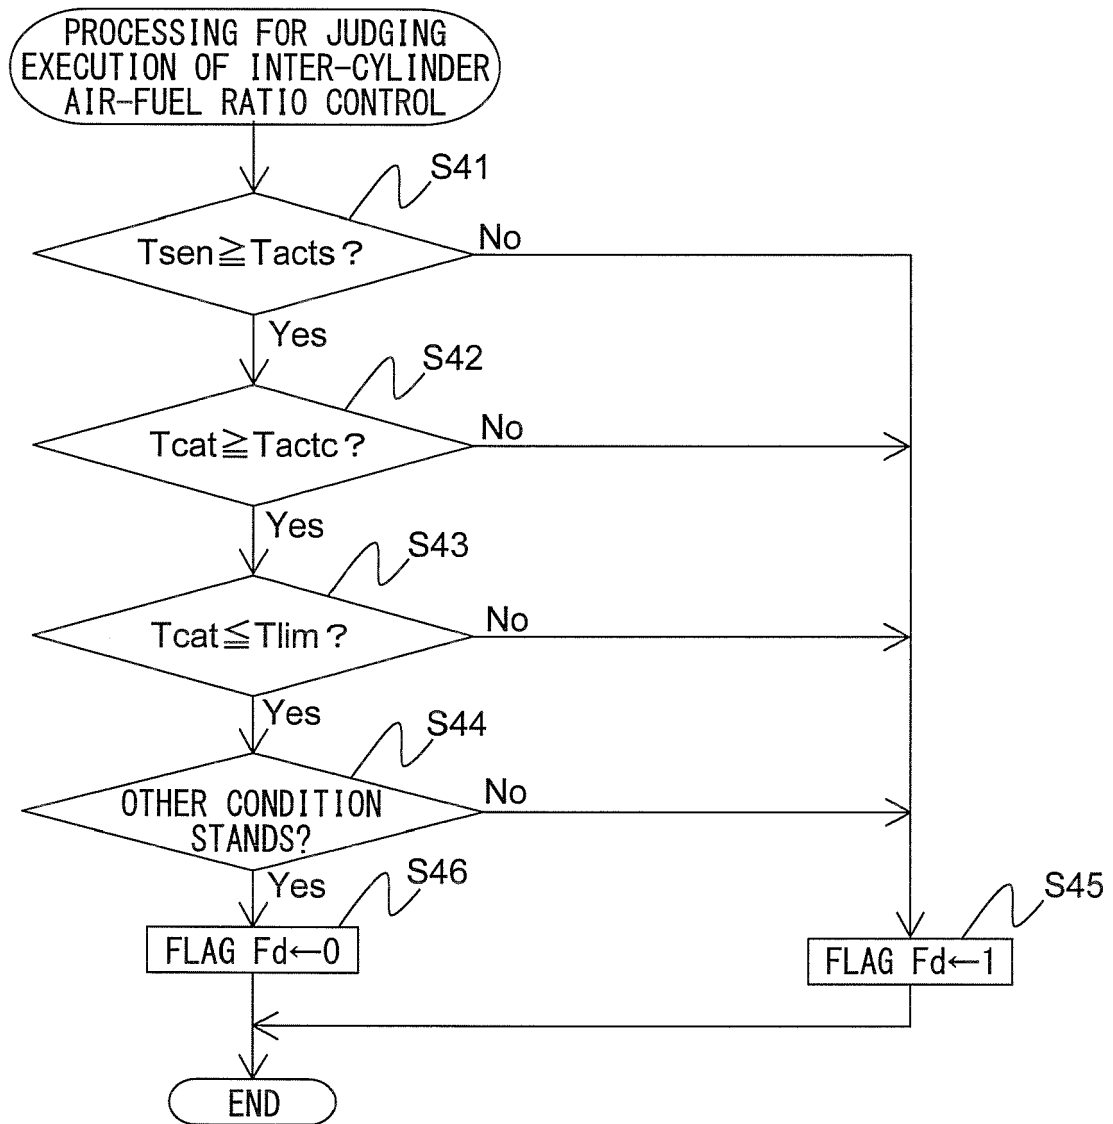 PROCESSING FOR JUDGING
EXECUTION OF INTER-CYLINDER
AIR-FUEL RATIO CONTROL
S41
Tsen≧Tacts?
No
Yes
S42
Tcat≧Tactc?
No
Yes
S43
Tcat≦Tlim?
No
Yes
S44
OTHER CONDITION
STANDS?
No
Yes
S46
FLAG Fd←0
S45
FLAG Fd←1
END